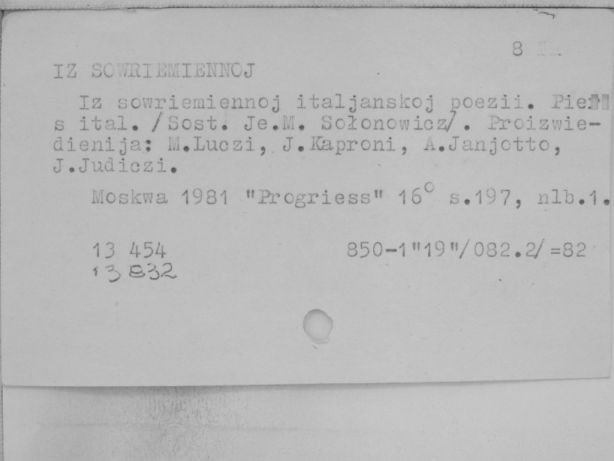 8
IZ SOWRIEMIENNOJ
Iz sowriemiennoj italjanskoj poezii.
s ital. /Sost. Je.M. Sołonowicz/. Proizwie-
dienija: M.Luczi, J.Kaproni, A.Janjotto,
J.Judiczi.
Moskwa 1981 "Progriess" 16° s.197, nlb.1.
13 454 850-1"19"/082.2/=82
13 832